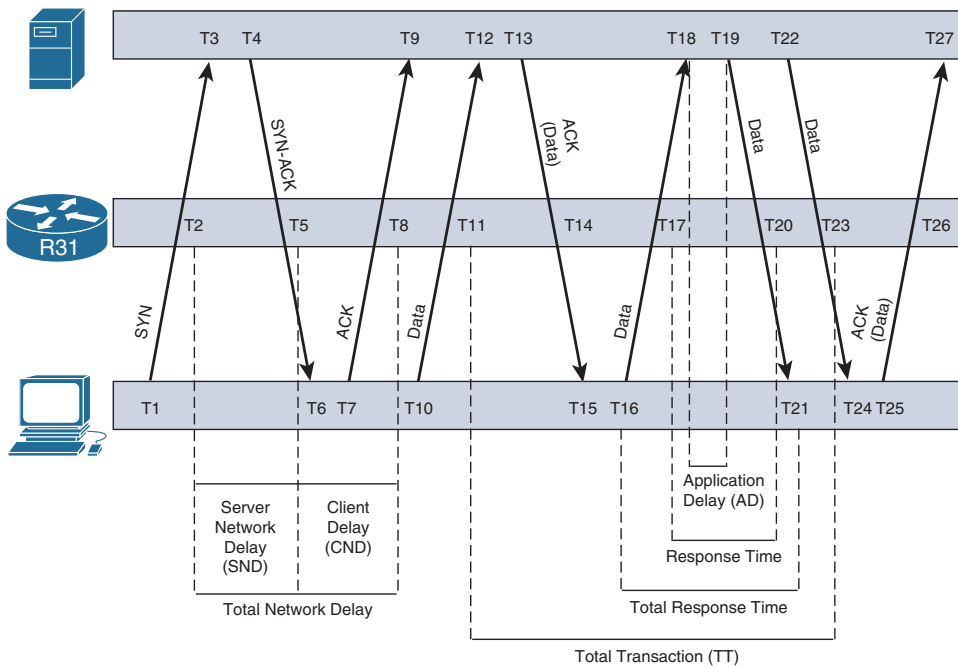 T3 T4 T9 T12 T13 T18 T19 T22 T27
SYN-ACK
ACK
(Data)
Data
Data
T2 T5 T8 T11 T14 T17 T20 T23 T26
R31
SYN
ACK
Data
Data
ACK
(Data)
T1 T6 T7 T10 T15 T16 T21 T24 T25
Server
Network
Delay
(SND)
Client
Delay
(CND)
Application
Delay (AD)
Response Time
Total Network Delay
Total Response Time
Total Transaction (TT)